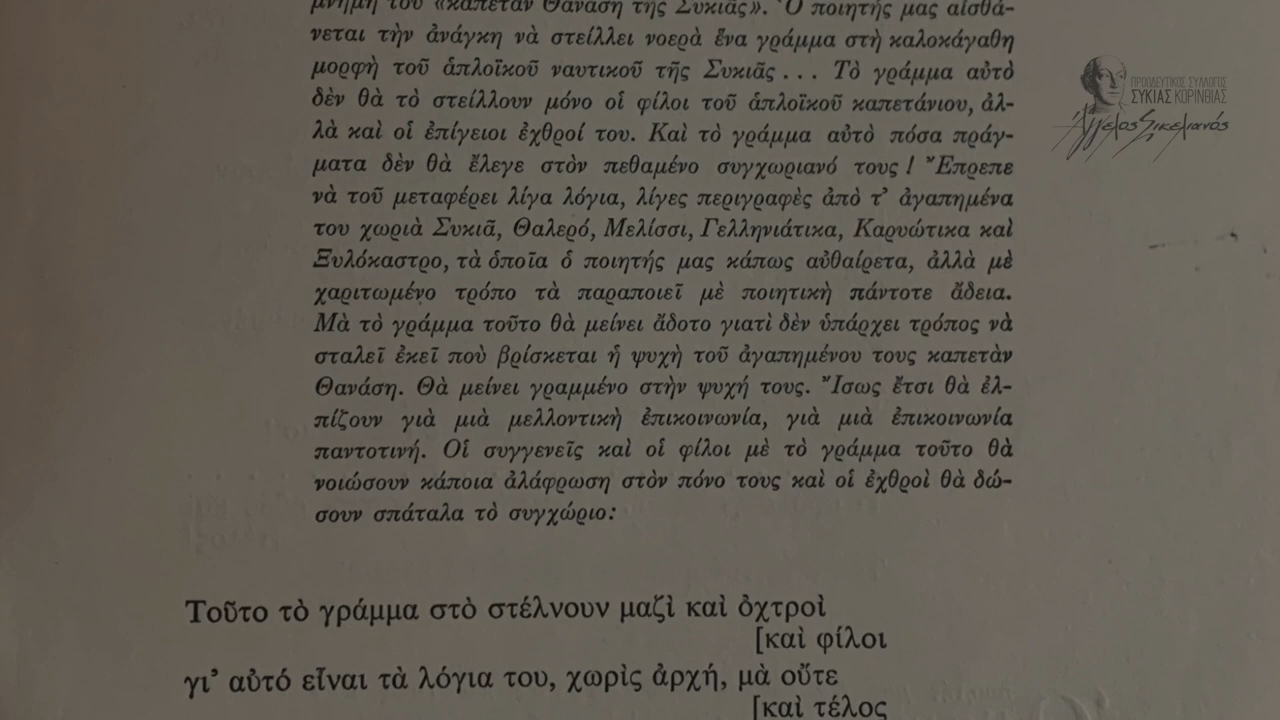 μνήμη του «καπετὰν Θανάση τῆς Συκιᾶς». Ὁ ποιητής μας αἰσθά-
νεται τὴν ἀνάγκη νὰ στείλλει νοερὰ ἕνα γράμμα στὴ καλοκάγαθη
μορφὴ τοῦ ἁπλοϊκοῦ ναυτικοῦ τῆς Συκιᾶς... Τὸ γράμμα αὐτὸ
δὲν θὰ τὸ στείλλουν μόνο οἱ φίλοι τοῦ ἁπλοϊκοῦ καπετάνιου, ἀλ-
λὰ καὶ οἱ ἐπίγειοι ἐχθροί του. Καὶ τὸ γράμμα αὐτὸ πόσα πράγ-
ματα δὲν θὰ ἔλεγε στὸν πεθαμένο συγχωριανό τους! Ἔπρεπε
νὰ τοῦ μεταφέρει λίγα λόγια, λίγες περιγραφὲς ἀπὸ τ' ἀγαπημένα
του χωριὰ Συκιᾶ, Θαλερό, Μελίσσι, Γελληνιάτικα, Καρυώτικα καὶ
Ξυλόκαστρο, τὰ ὁποῖα ὁ ποιητής μας κάπως αὐθαίρετα, ἀλλὰ μὲ
χαριτωμένο τρόπο τὰ παραποιεῖ μὲ ποιητικὴ πάντοτε ἄδεια.
Μὰ τὸ γράμμα τοῦτο θὰ μείνει ἄδοτο γιατὶ δὲν ὑπάρχει τρόπος νὰ
σταλεῖ ἐκεῖ ποὺ βρίσκεται ἡ ψυχὴ τοῦ ἀγαπημένου τους καπετὰν
Θανάση. Θὰ μείνει γραμμένο στὴν ψυχή τους. Ἴσως ἔτσι θὰ ἐλ-
πίζουν γιὰ μιὰ μελλοντικὴ ἐπικοινωνία, γιὰ μιὰ ἐπικοινωνία
παντοτινή. Οἱ συγγενεῖς καὶ οἱ φίλοι μὲ τὸ γράμμα τοῦτο θὰ
νοιώσουν κάποια ἀλάφρωση στὸν πόνο τους καὶ οἱ ἐχθροὶ θὰ δώ-
σουν σπάταλα τὸ συγχώριο:
Τοῦτο τὸ γράμμα στὸ στέλνουν μαζὶ καὶ ὀχτροὶ
[καὶ φίλοι
γι' αὐτό εἶναι τὰ λόγια του, χωρὶς ἀρχή, μὰ οὔτε
[καὶ τέλος
ΠΡΟΟΔΕΥΤΙΚΟΣ ΣΥΛΛΟΓΟΣ
ΣΥΚΙΑΣ ΚΟΡΙΝΘΙΑΣ
Ἄγγελος Σικελιανός